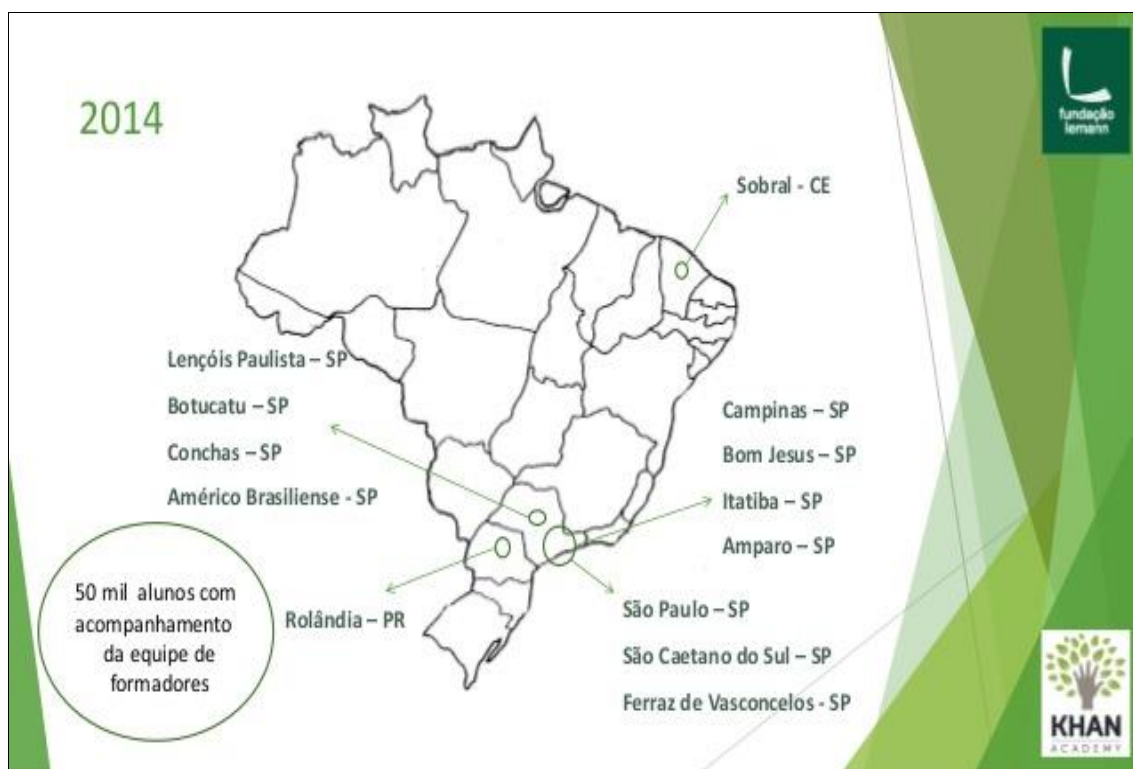 2014
fundação
lemann
Sobral - CE
Lençóis Paulista – SP
Botucatu – SP
Conchas – SP
Américo Brasiliense - SP
Campinas – SP
Bom Jesus – SP
Itatiba – SP
Amparo – SP
50 mil alunos com
acompanhamento
da equipe de
formadores
Rolândia – PR
São Paulo – SP
São Caetano do Sul – SP
Ferraz de Vasconcelos - SP
KHAN
ACADEMY